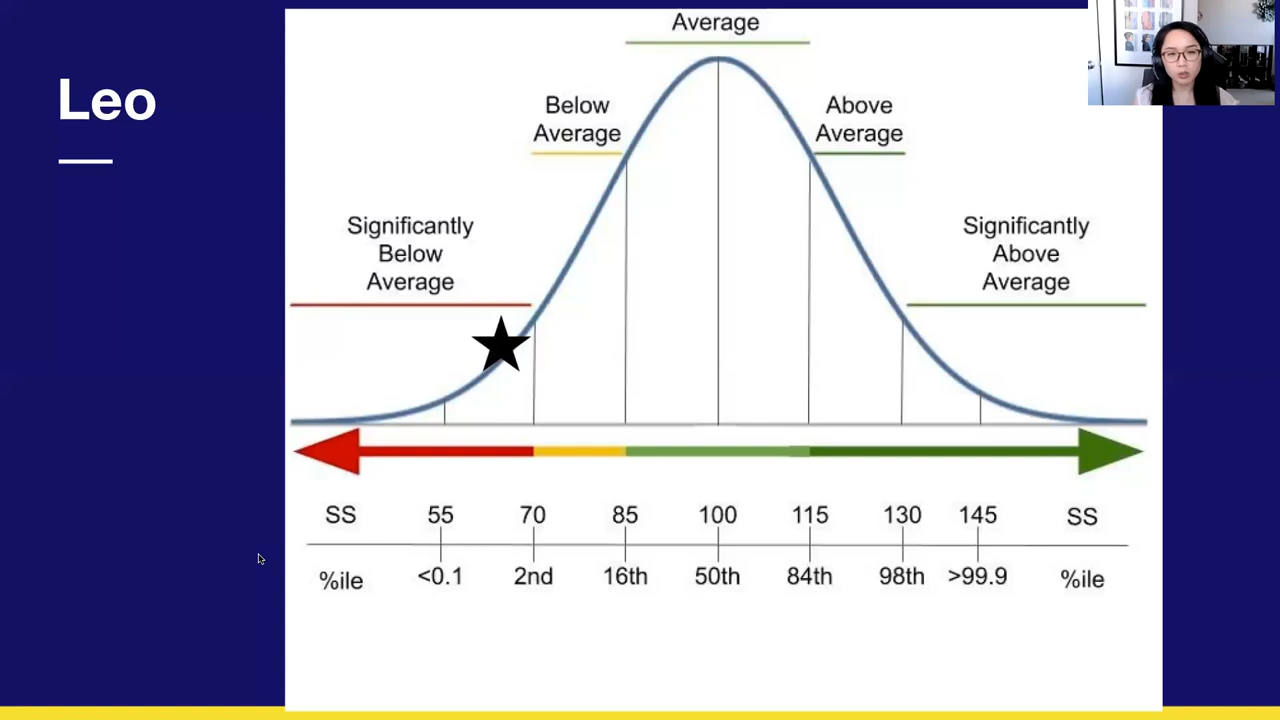 Leo
Average
Below
Average
Above
Average
Significantly
Below
Average
Significantly
Above
Average
SS 55 70 85 100 115 130 145 SS
%ile <0.1 2nd 16th 50th 84th 98th >99.9 %ile